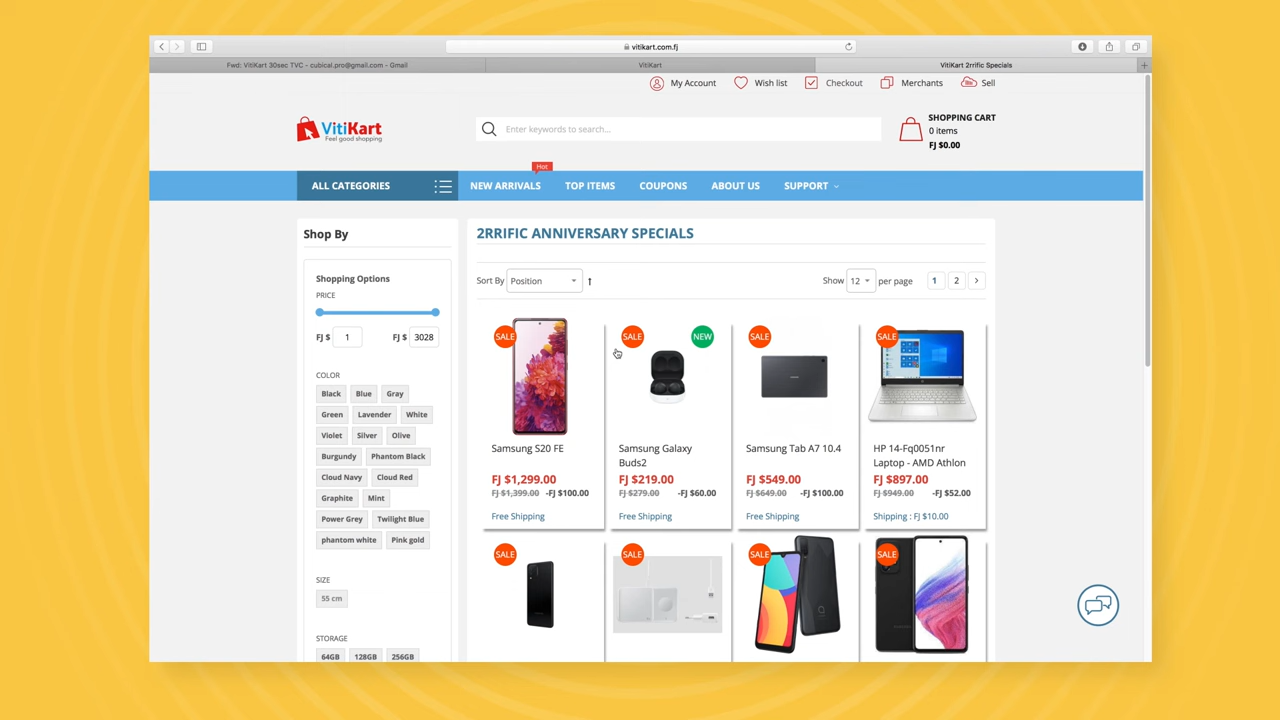 vitikart.com.fj
Fwd: VitiKart 30sec TVC - cubical.pro@gmail.com - Gmail
VitiKart
VitiKart 2rrific Specials
My Account
Wish list
Checkout
Merchants
Sell
VitiKart
Feel good shopping
Enter keywords to search...
SHOPPING CART
0 items
FJ $0.00
Hot
ALL CATEGORIES
NEW ARRIVALS
TOP ITEMS
COUPONS
ABOUT US
SUPPORT
Shop By
Shopping Options
PRICE
FJ $ 1 FJ $ 3028
COLOR
Black Blue Gray
Green Lavender White
Violet Silver Olive
Burgundy Phantom Black
Cloud Navy Cloud Red
Graphite Mint
Power Grey Twilight Blue
phantom white Pink gold
SIZE
55 cm
STORAGE
64GB 128GB 256GB
2RRIFIC ANNIVERSARY SPECIALS
Sort By Position
Show 12 per page 1 2
SALE
Samsung S20 FE
FJ $1,299.00
FJ $1,399.00 -FJ $100.00
Free Shipping
SALE NEW
Samsung Galaxy
Buds2
FJ $219.00
FJ $279.00 -FJ $60.00
Free Shipping
SALE
SAMSUNG
Samsung Tab A7 10.4
FJ $549.00
FJ $649.00 -FJ $100.00
Free Shipping
SALE
HP 14-Fq0051nr
Laptop - AMD Athlon
FJ $897.00
FJ $949.00 -FJ $52.00
Shipping : FJ $10.00
SALE
SALE
SALE
SALE